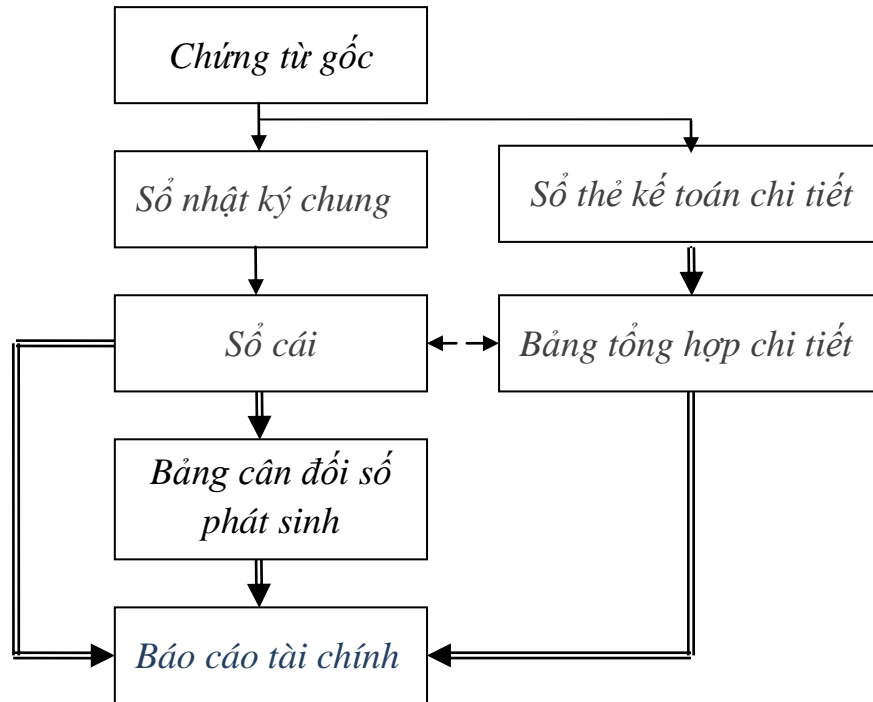 Chứng từ gốc
Sổ nhật ký chung
Sổ thẻ kế toán chi tiết
Sổ cái
Bảng tổng hợp chi tiết
Bảng cân đối số
phát sinh
Báo cáo tài chính